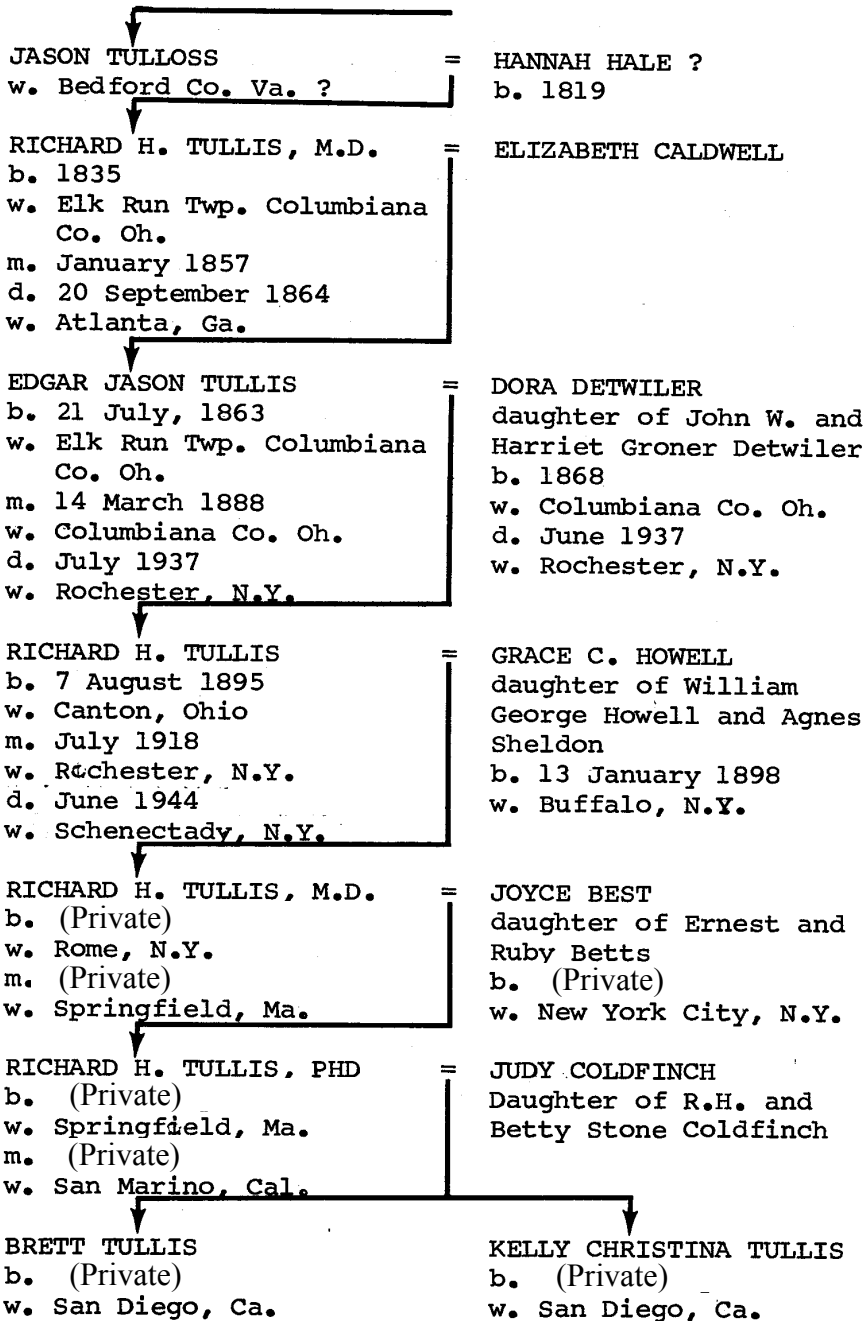 JASON TULLOSS = HANNAH HALE ?
w. Bedford Co. Va. ? b. 1819
RICHARD H. TULLIS, M.D. = ELIZABETH CALDWELL
b. 1835
w. Elk Run Twp. Columbiana
Co. Oh.
m. January 1857
d. 20 September 1864
w. Atlanta, Ga.
EDGAR JASON TULLIS = DORA DETWILER
b. 21 July, 1863 daughter of John W. and
w. Elk Run Twp. Columbiana Harriet Groner Detwiler
Co. Oh. b. 1868
m. 14 March 1888 w. Columbiana Co. Oh.
w. Columbiana Co. Oh. d. June 1937
d. July 1937 w. Rochester, N.Y.
w. Rochester, N.Y.
RICHARD H. TULLIS = GRACE C. HOWELL
b. 7 August 1895 daughter of William
w. Canton, Ohio George Howell and Agnes
m. July 1918 Sheldon
w. Rochester, N.Y. b. 13 January 1898
d. June 1944 w. Buffalo, N.Y.
w. Schenectady, N.Y.
RICHARD H. TULLIS, M.D. = JOYCE BEST
b. (Private) daughter of Ernest and
w. Rome, N.Y. Ruby Betts
m. (Private) b. (Private)
w. Springfield, Ma. w. New York City, N.Y.
RICHARD H. TULLIS, PHD = JUDY COLDFINCH
b. (Private) Daughter of R.H. and
w. Springfield, Ma. Betty Stone Coldfinch
m. (Private)
w. San Marino, Cal.
BRETT TULLIS KELLY CHRISTINA TULLIS
b. (Private) b. (Private)
w. San Diego, Ca. w. San Diego, Ca.